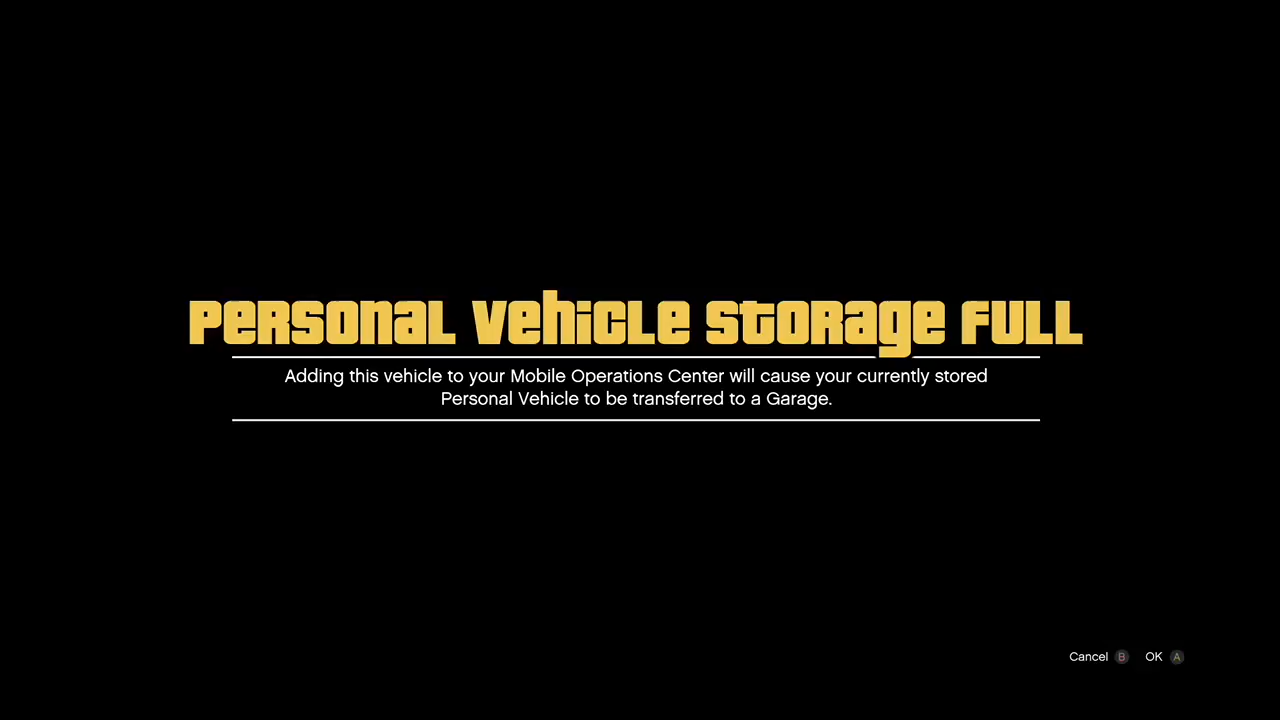 Personal Vehicle Storage Full
Adding this vehicle to your Mobile Operations Center will cause your currently stored
Personal Vehicle to be transferred to a Garage.
Cancel B OK A